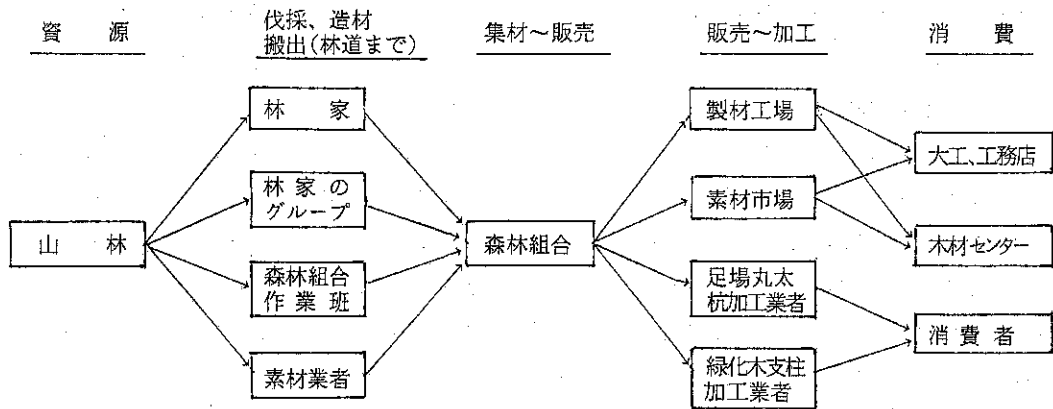 資源
伐採、造材
搬出(林道まで)
集材～販売
販売～加工
消費
山林
林家
林家の
グループ
森林組合
作業班
素材業者
森林組合
製材工場
素材市場
足場丸太
杭加工業者
緑化木支柱
加工業者
大工、工務店
木材センター
消費者